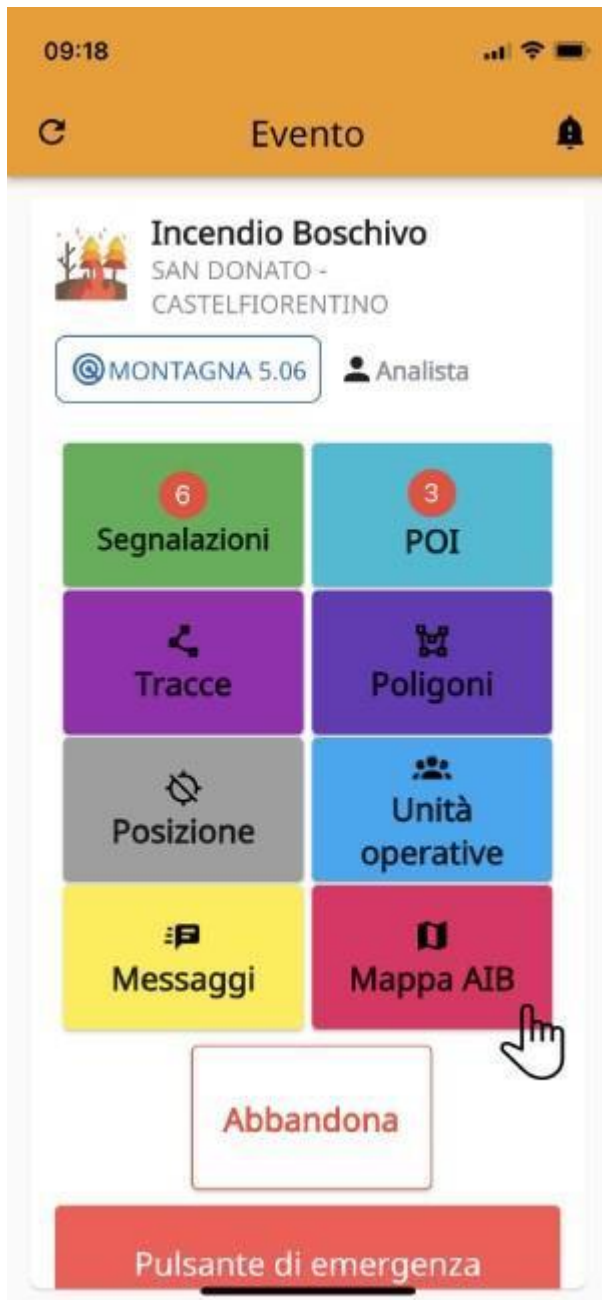 09:18
Evento
Incendio Boschivo
SAN DONATO -
CASTELFIORENTINO
MONTAGNA 5.06
Analista
6
Segnalazioni
3
POI
Tracce
Poligoni
Posizione
Unità
operative
Messaggi
Mappa AIB
Abbandona
Pulsante di emergenza